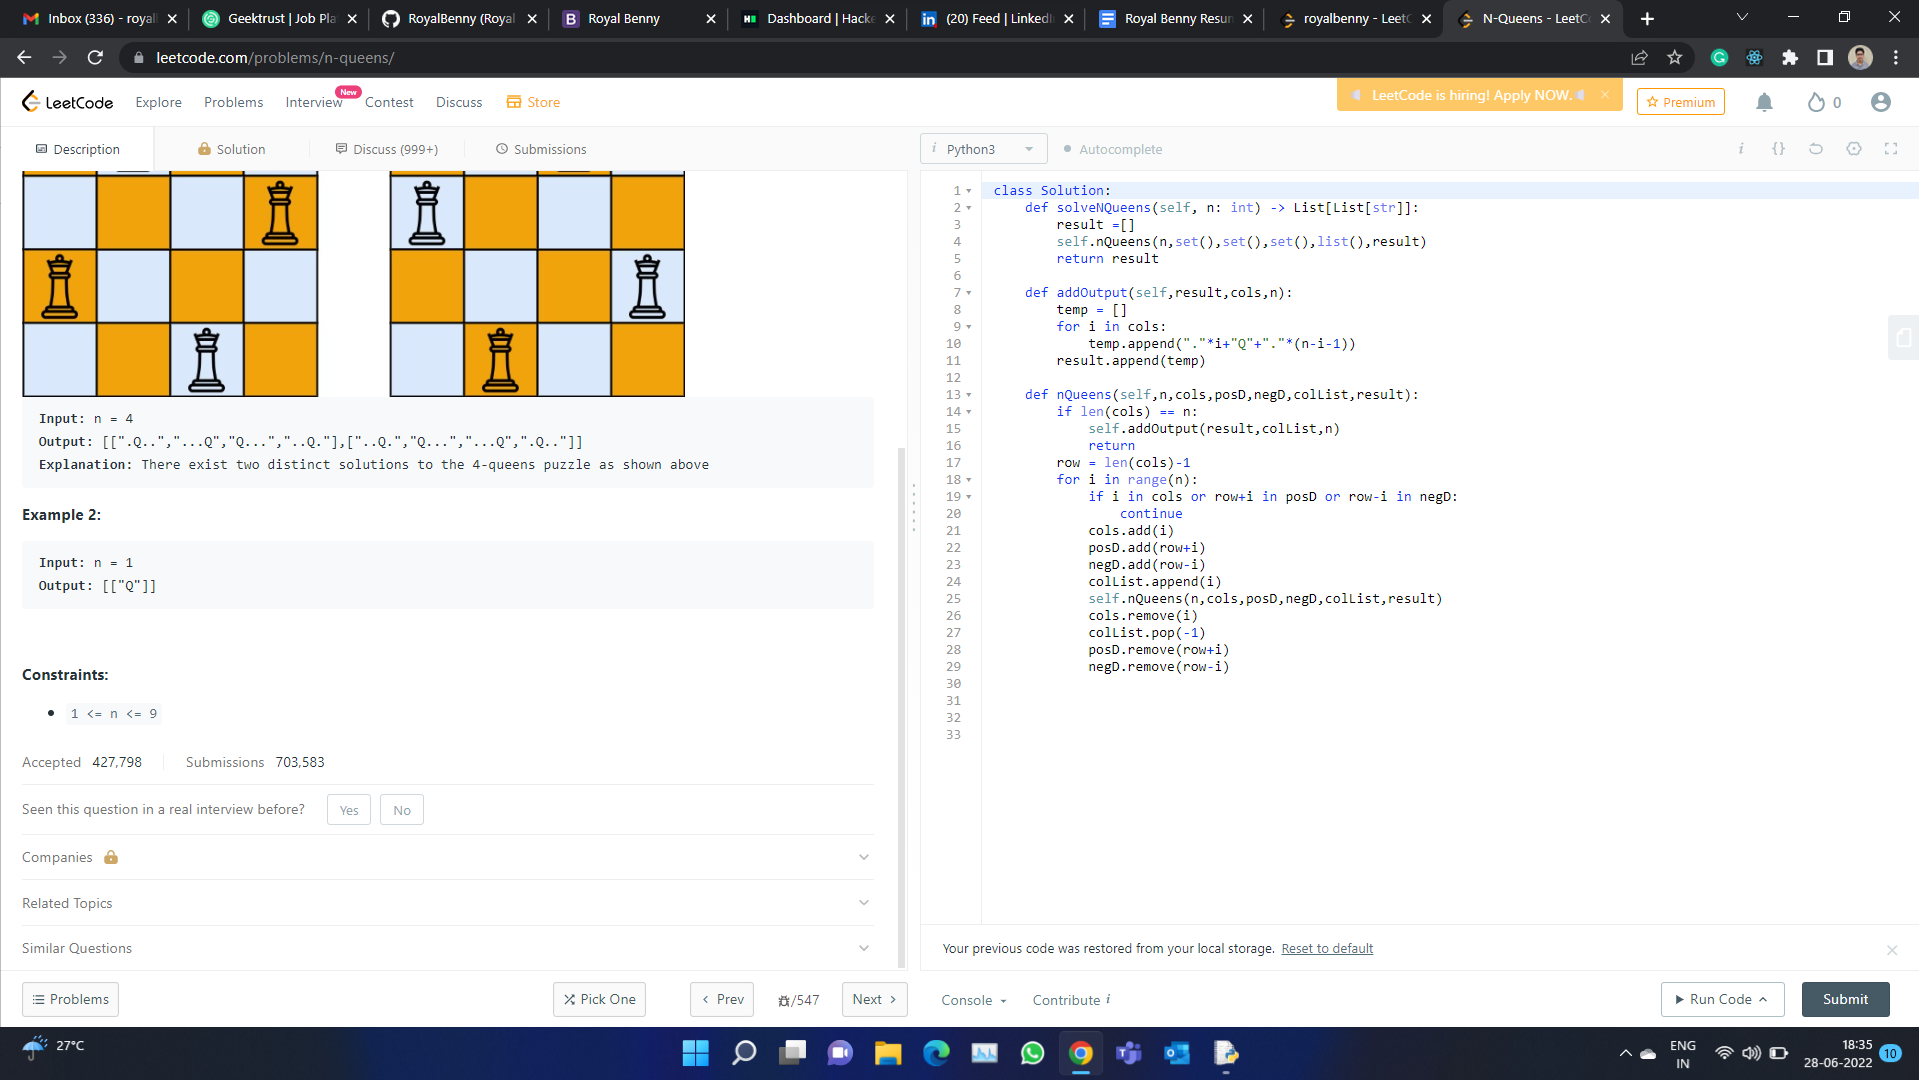 Inbox (336) - royall
Geektrust | Job Pla
RoyalBenny (Royal
Royal Benny
Dashboard | Hacke
(20) Feed | LinkedI
Royal Benny Resun
royalbenny - LeetC
N-Queens - LeetCo
leetcode.com/problems/n-queens/
LeetCode
Explore
Problems
Interview
New
Contest
Discuss
Store
LeetCode is hiring! Apply NOW.
Premium
0
Description
Solution
Discuss (999+)
Submissions
Input: n = 4
Output: [[".Q..","...Q","Q...","..Q."],["..Q.","Q...","...Q",".Q.."]]
Explanation: There exist two distinct solutions to the 4-queens puzzle as shown above
Example 2:
Input: n = 1
Output: [["Q"]]
Constraints:
1 <= n <= 9
Accepted 427,798 Submissions 703,583
Seen this question in a real interview before? Yes No
Companies
Related Topics
Similar Questions
Problems
Pick One
Prev
/547
Next
i Python3
Autocomplete
i {}
1 class Solution:
2 def solveNQueens(self, n: int) -> List[List[str]]:
3 result =[]
4 self.nQueens(n,set(),set(),set(),list(),result)
5 return result
6
7 def addOutput(self,result,cols,n):
8 temp = []
9 for i in cols:
10 temp.append("."*i+"Q"+"."*(n-i-1))
11 result.append(temp)
12
13 def nQueens(self,n,cols,posD,negD,colList,result):
14 if len(cols) == n:
15 self.addOutput(result,colList,n)
16 return
17 row = len(cols)-1
18 for i in range(n):
19 if i in cols or row+i in posD or row-i in negD:
20 continue
21 cols.add(i)
22 posD.add(row+i)
23 negD.add(row-i)
24 colList.append(i)
25 self.nQueens(n,cols,posD,negD,colList,result)
26 cols.remove(i)
27 colList.pop(-1)
28 posD.remove(row+i)
29 negD.remove(row-i)
30
31
32
33
Your previous code was restored from your local storage. Reset to default
Console
Contribute i
Run Code
Submit
27°C
ENG
IN
18:35
28-06-2022
10